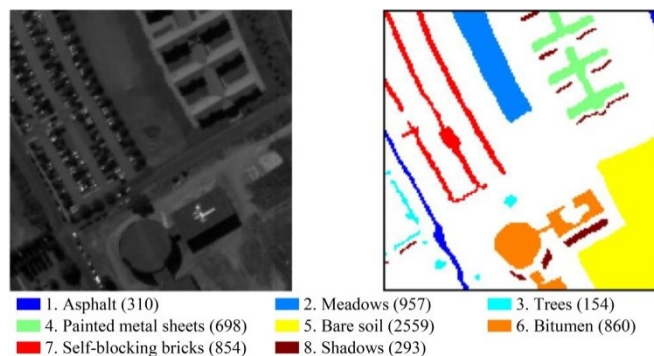 1. Asphalt (310) 2. Meadows (957) 3. Trees (154)
4. Painted metal sheets (698) 5. Bare soil (2559) 6. Bitumen (860)
7. Self-blocking bricks (854) 8. Shadows (293)